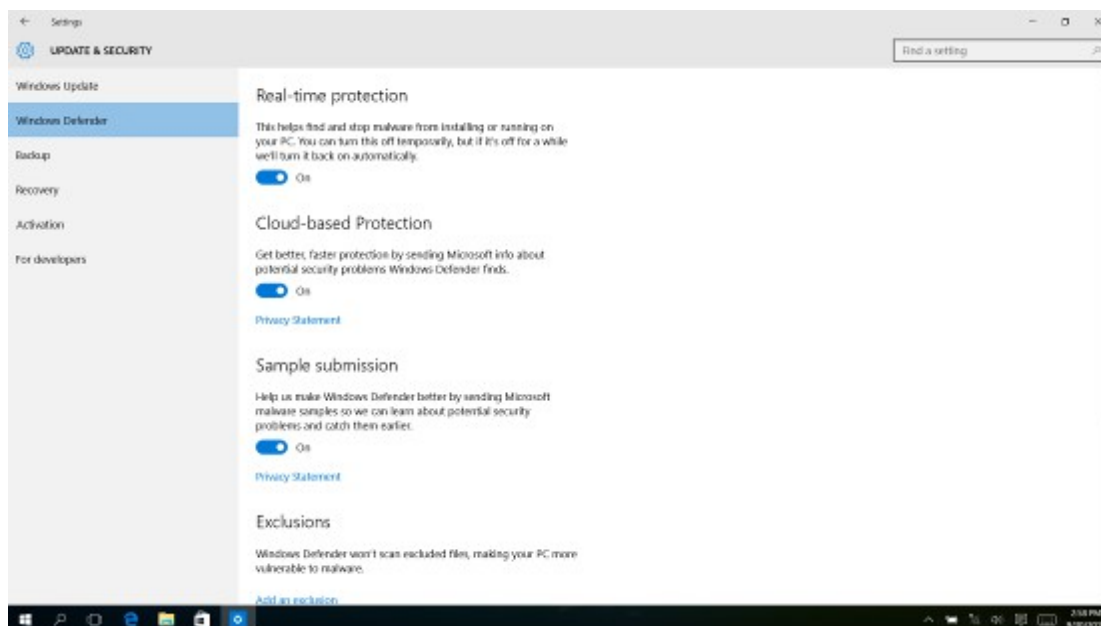 Settings
UPDATE & SECURITY
Find a setting
Windows Update
Windows Defender
Backup
Recovery
Activation
For developers
Real-time protection
This helps find and stop malware from installing or running on
your PC. You can turn this off temporarily, but if it's off for a while
we'll turn it back on automatically.
On
Cloud-based Protection
Get better, faster protection by sending Microsoft info about
potential security problems Windows Defender finds.
On
Privacy Statement
Sample submission
Help us make Windows Defender better by sending Microsoft
malware samples so we can learn about potential security
problems and catch them earlier.
On
Privacy Statement
Exclusions
Windows Defender won't scan excluded files, making your PC more
vulnerable to malware.
Add an exclusion
2:58 PM